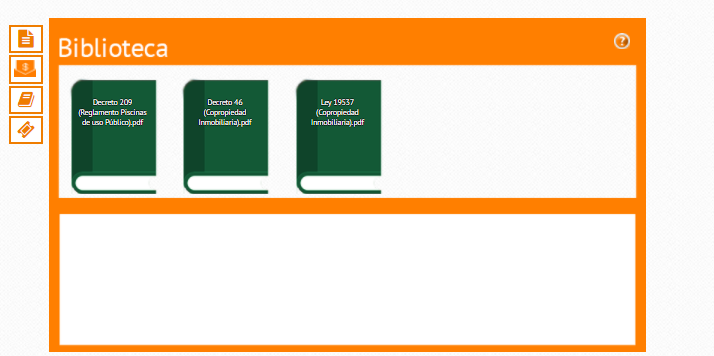 Biblioteca
?
Decreto 209
(Reglamento Piscinas
de uso Público).pdf
Decreto 46
(Copropiedad
Inmobiliaria).pdf
Ley 19537
(Copropiedad
Inmobiliaria).pdf
$